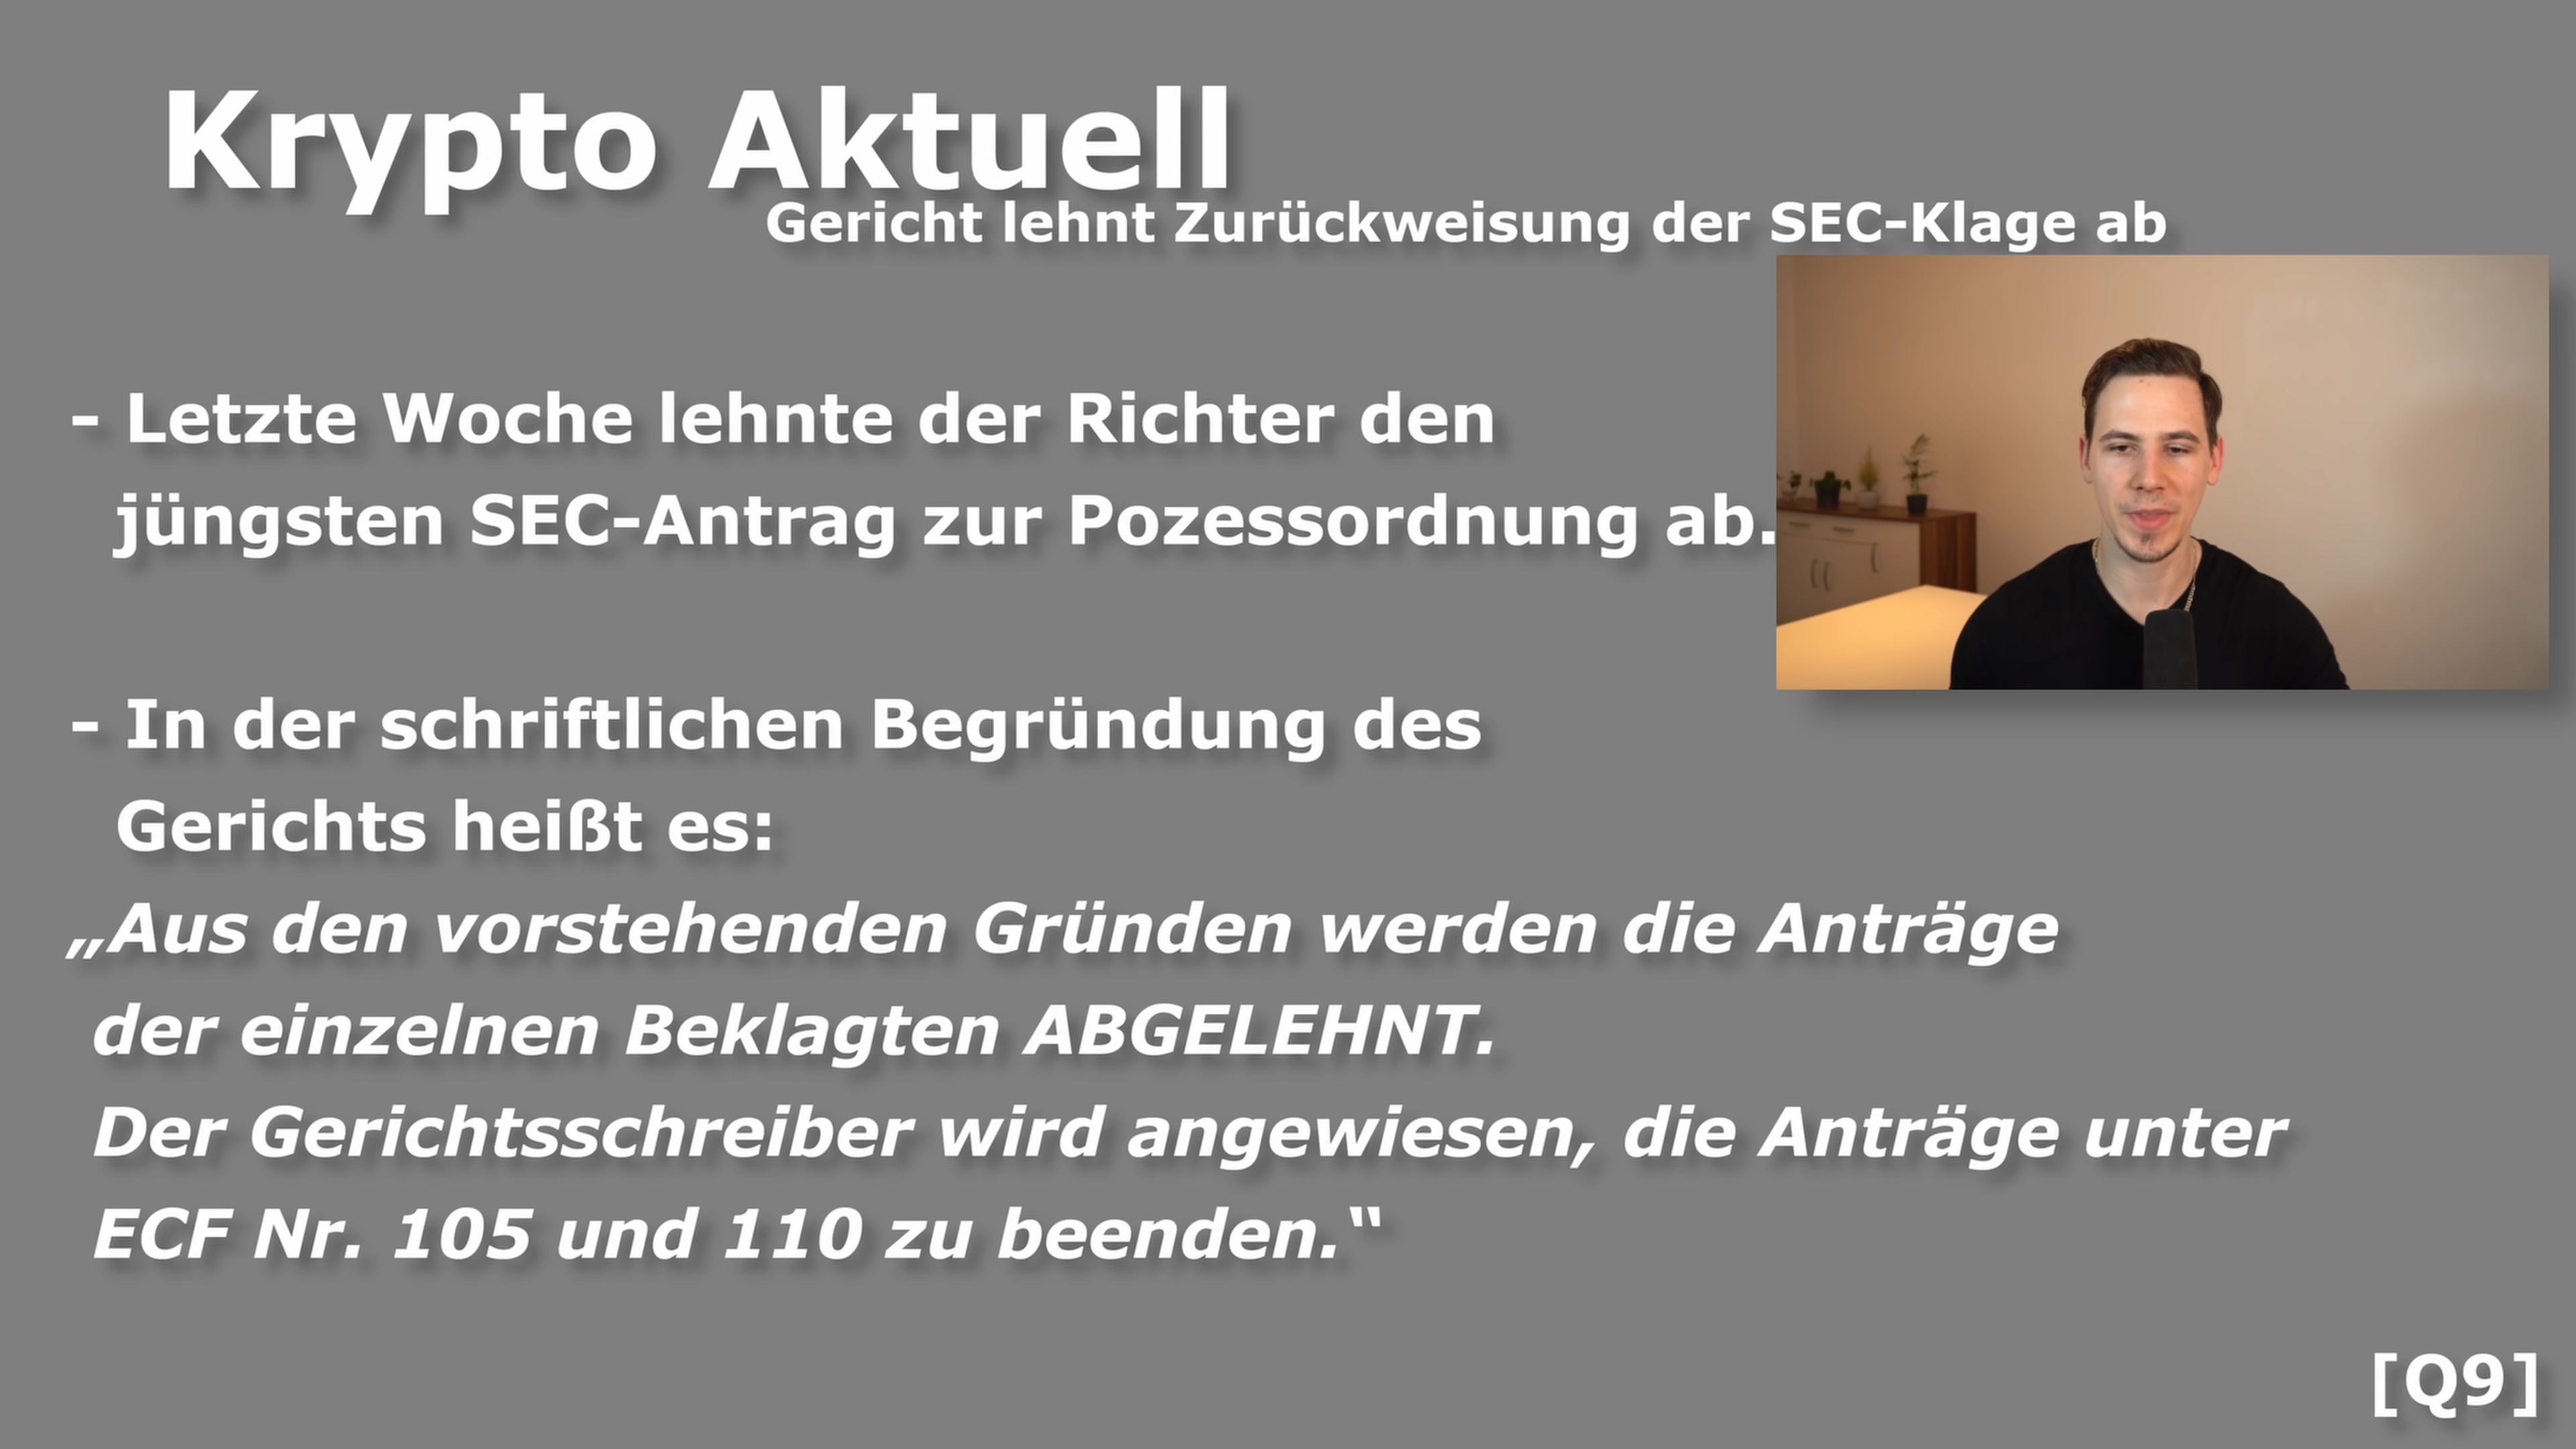 Krypto Aktuell
Gericht lehnt Zurückweisung der SEC-Klage ab
- Letzte Woche lehnte der Richter den
jüngsten SEC-Antrag zur Pozessordnung ab.
- In der schriftlichen Begründung des
Gerichts heißt es:
„Aus den vorstehenden Gründen werden die Anträge
der einzelnen Beklagten ABGELEHNT.
Der Gerichtsschreiber wird angewiesen, die Anträge unter
ECF Nr. 105 und 110 zu beenden.“
[Q9]